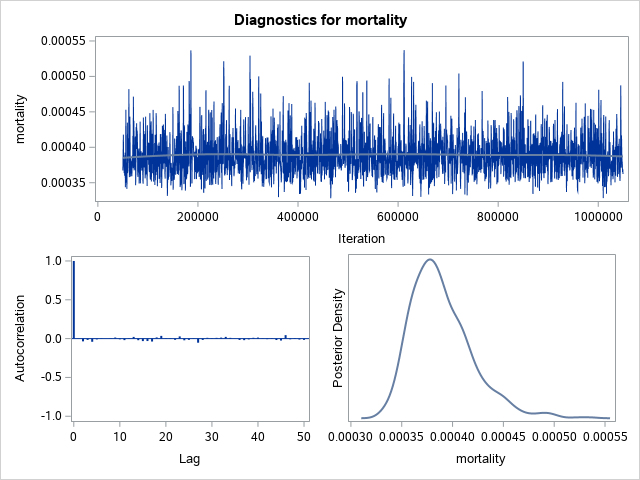 Diagnostics for mortality
mortality
0.00055
0.00050
0.00045
0.00040
0.00035
0 200000 400000 600000 800000 1000000
Iteration
Autocorrelation
1.0
0.5
0.0
-0.5
-1.0
0 10 20 30 40 50
Lag
Posterior Density
0.00030 0.00035 0.00040 0.00045 0.00050 0.00055
mortality